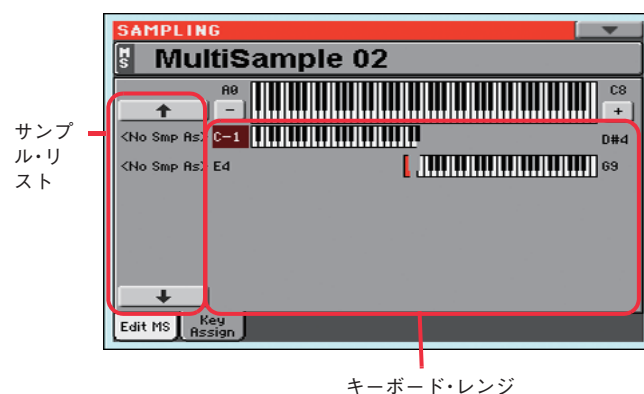 SAMPLING
MS MultiSample 02
A0 C8
- +
サンプ
ル・リ
スト
<No Smp As> C-1 D#4
<No Smp As> E4 G9
Edit MS Key
Assign
キーボード・レンジ